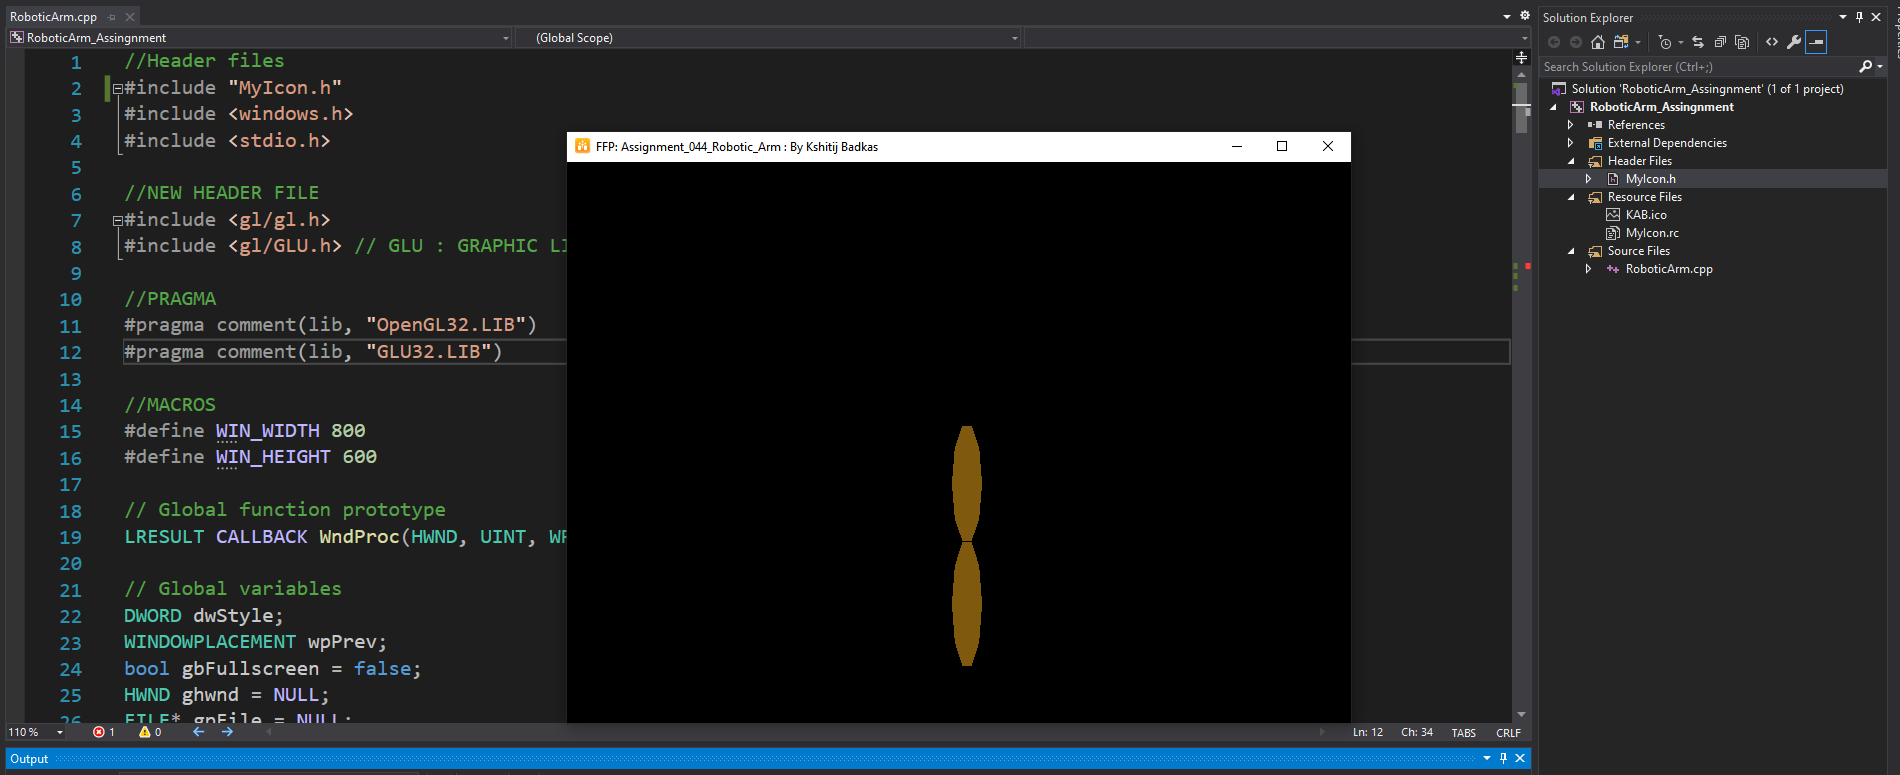 RoboticArm.cpp
RoboticArm_Assingnment
(Global Scope)
1 //Header files
2 #include "MyIcon.h"
3 #include <windows.h>
4 #include <stdio.h>
5
6 //NEW HEADER FILE
7 #include <gl/gl.h>
8 #include <gl/GLU.h> // GLU : GRAPHIC LI
9
10 //PRAGMA
11 #pragma comment(lib, "OpenGL32.LIB")
12 #pragma comment(lib, "GLU32.LIB")
13
14 //MACROS
15 #define WIN_WIDTH 800
16 #define WIN_HEIGHT 600
17
18 // Global function prototype
19 LRESULT CALLBACK WndProc(HWND, UINT, WP
20
21 // Global variables
22 DWORD dwStyle;
23 WINDOWPLACEMENT wpPrev;
24 bool gbFullscreen = false;
25 HWND ghwnd = NULL;
26 FILE* gpFile = NULL;
FFP: Assignment_044_Robotic_Arm : By Kshitij Badkas
110 %
1
0
Ln: 12
Ch: 34
TABS
CRLF
Output
Solution Explorer
Search Solution Explorer (Ctrl+;)
Solution 'RoboticArm_Assingnment' (1 of 1 project)
RoboticArm_Assingnment
References
External Dependencies
Header Files
MyIcon.h
Resource Files
KAB.ico
MyIcon.rc
Source Files
RoboticArm.cpp